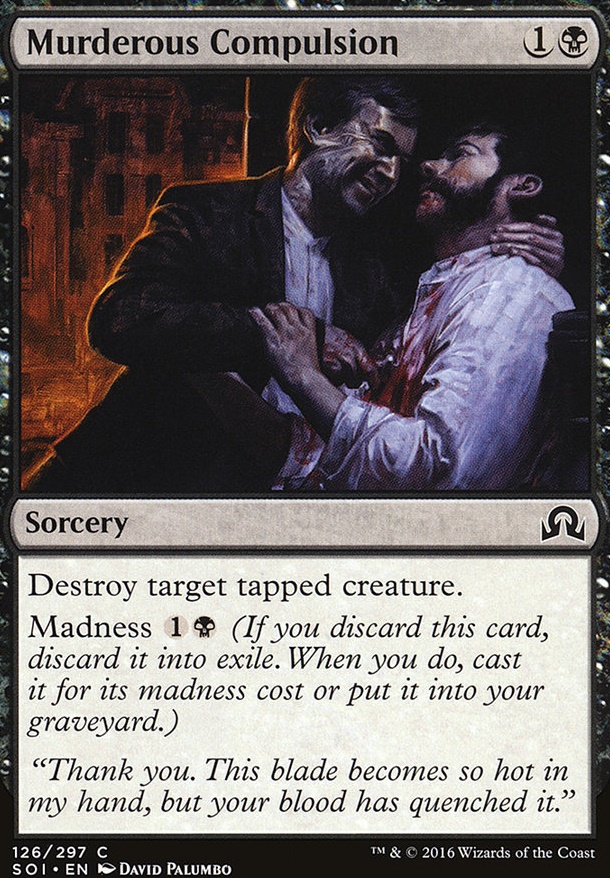 Murderous Compulsion 1
Sorcery
Destroy target tapped creature.
Madness 1 (If you discard this card,
discard it into exile. When you do, cast
it for its madness cost or put it into your
graveyard.)
“Thank you. This blade becomes so hot in
my hand, but your blood has quenched it.”
126/297 C
SOI • EN DAVID PALUMBO
™ & © 2016 Wizards of the Coast